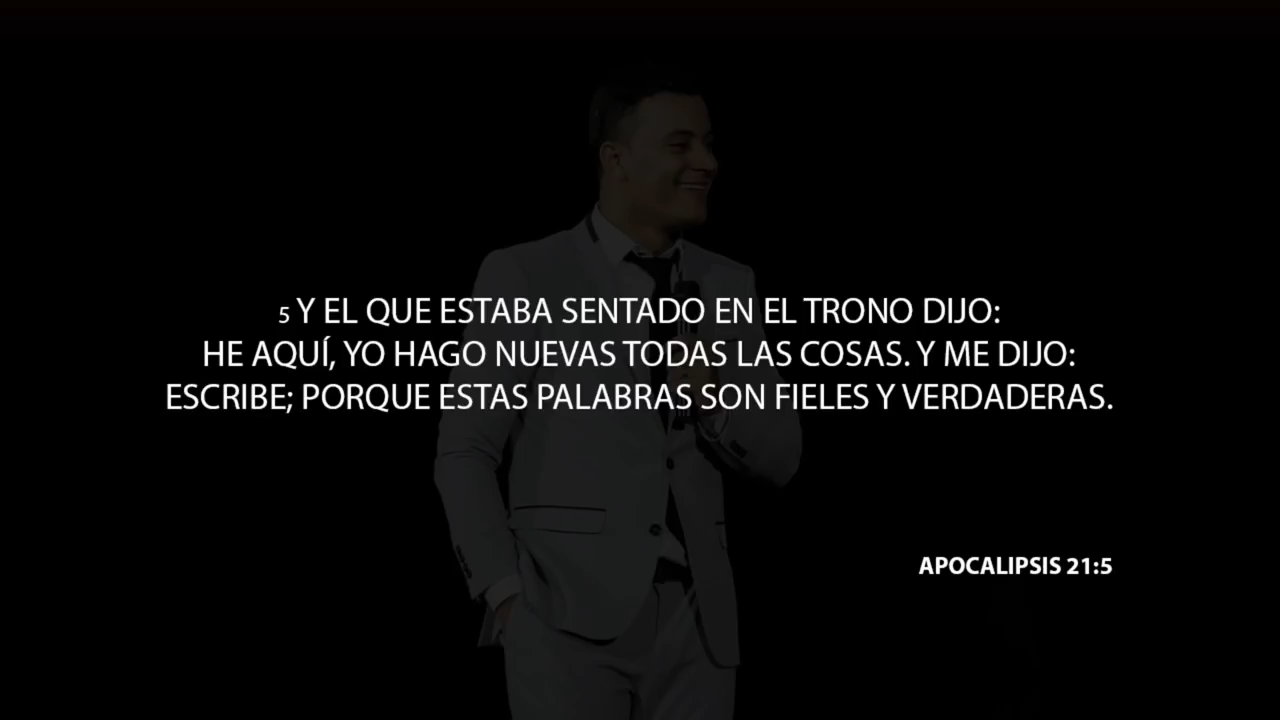 5 Y EL QUE ESTABA SENTADO EN EL TRONO DIJO:
HE AQUÍ, YO HAGO NUEVAS TODAS LAS COSAS. Y ME DIJO:
ESCRIBE; PORQUE ESTAS PALABRAS SON FIELES Y VERDADERAS.
APOCALIPSIS 21:5